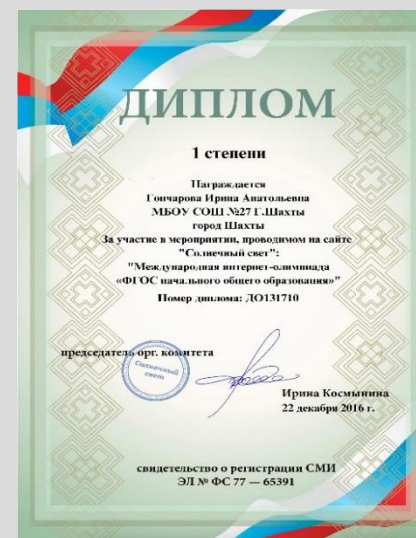 ДИПЛОМ
1 степени
Награждается
Гончарова Ирина Анатольевна
МБОУ СОШ №27 Г.Шахты
город Шахты
За участие в мероприятии, проводимом на сайте
"Солнечный свет":
"Международная интернет-олимпиада
«ФГОС начального общего образования»"
Номер диплома: ДО131710
председатель орг. комитета
Солнечный
свет
Ирина Космынина
22 декабря 2016 г.
свидетельство о регистрации СМИ
ЭЛ № ФС 77 — 65391